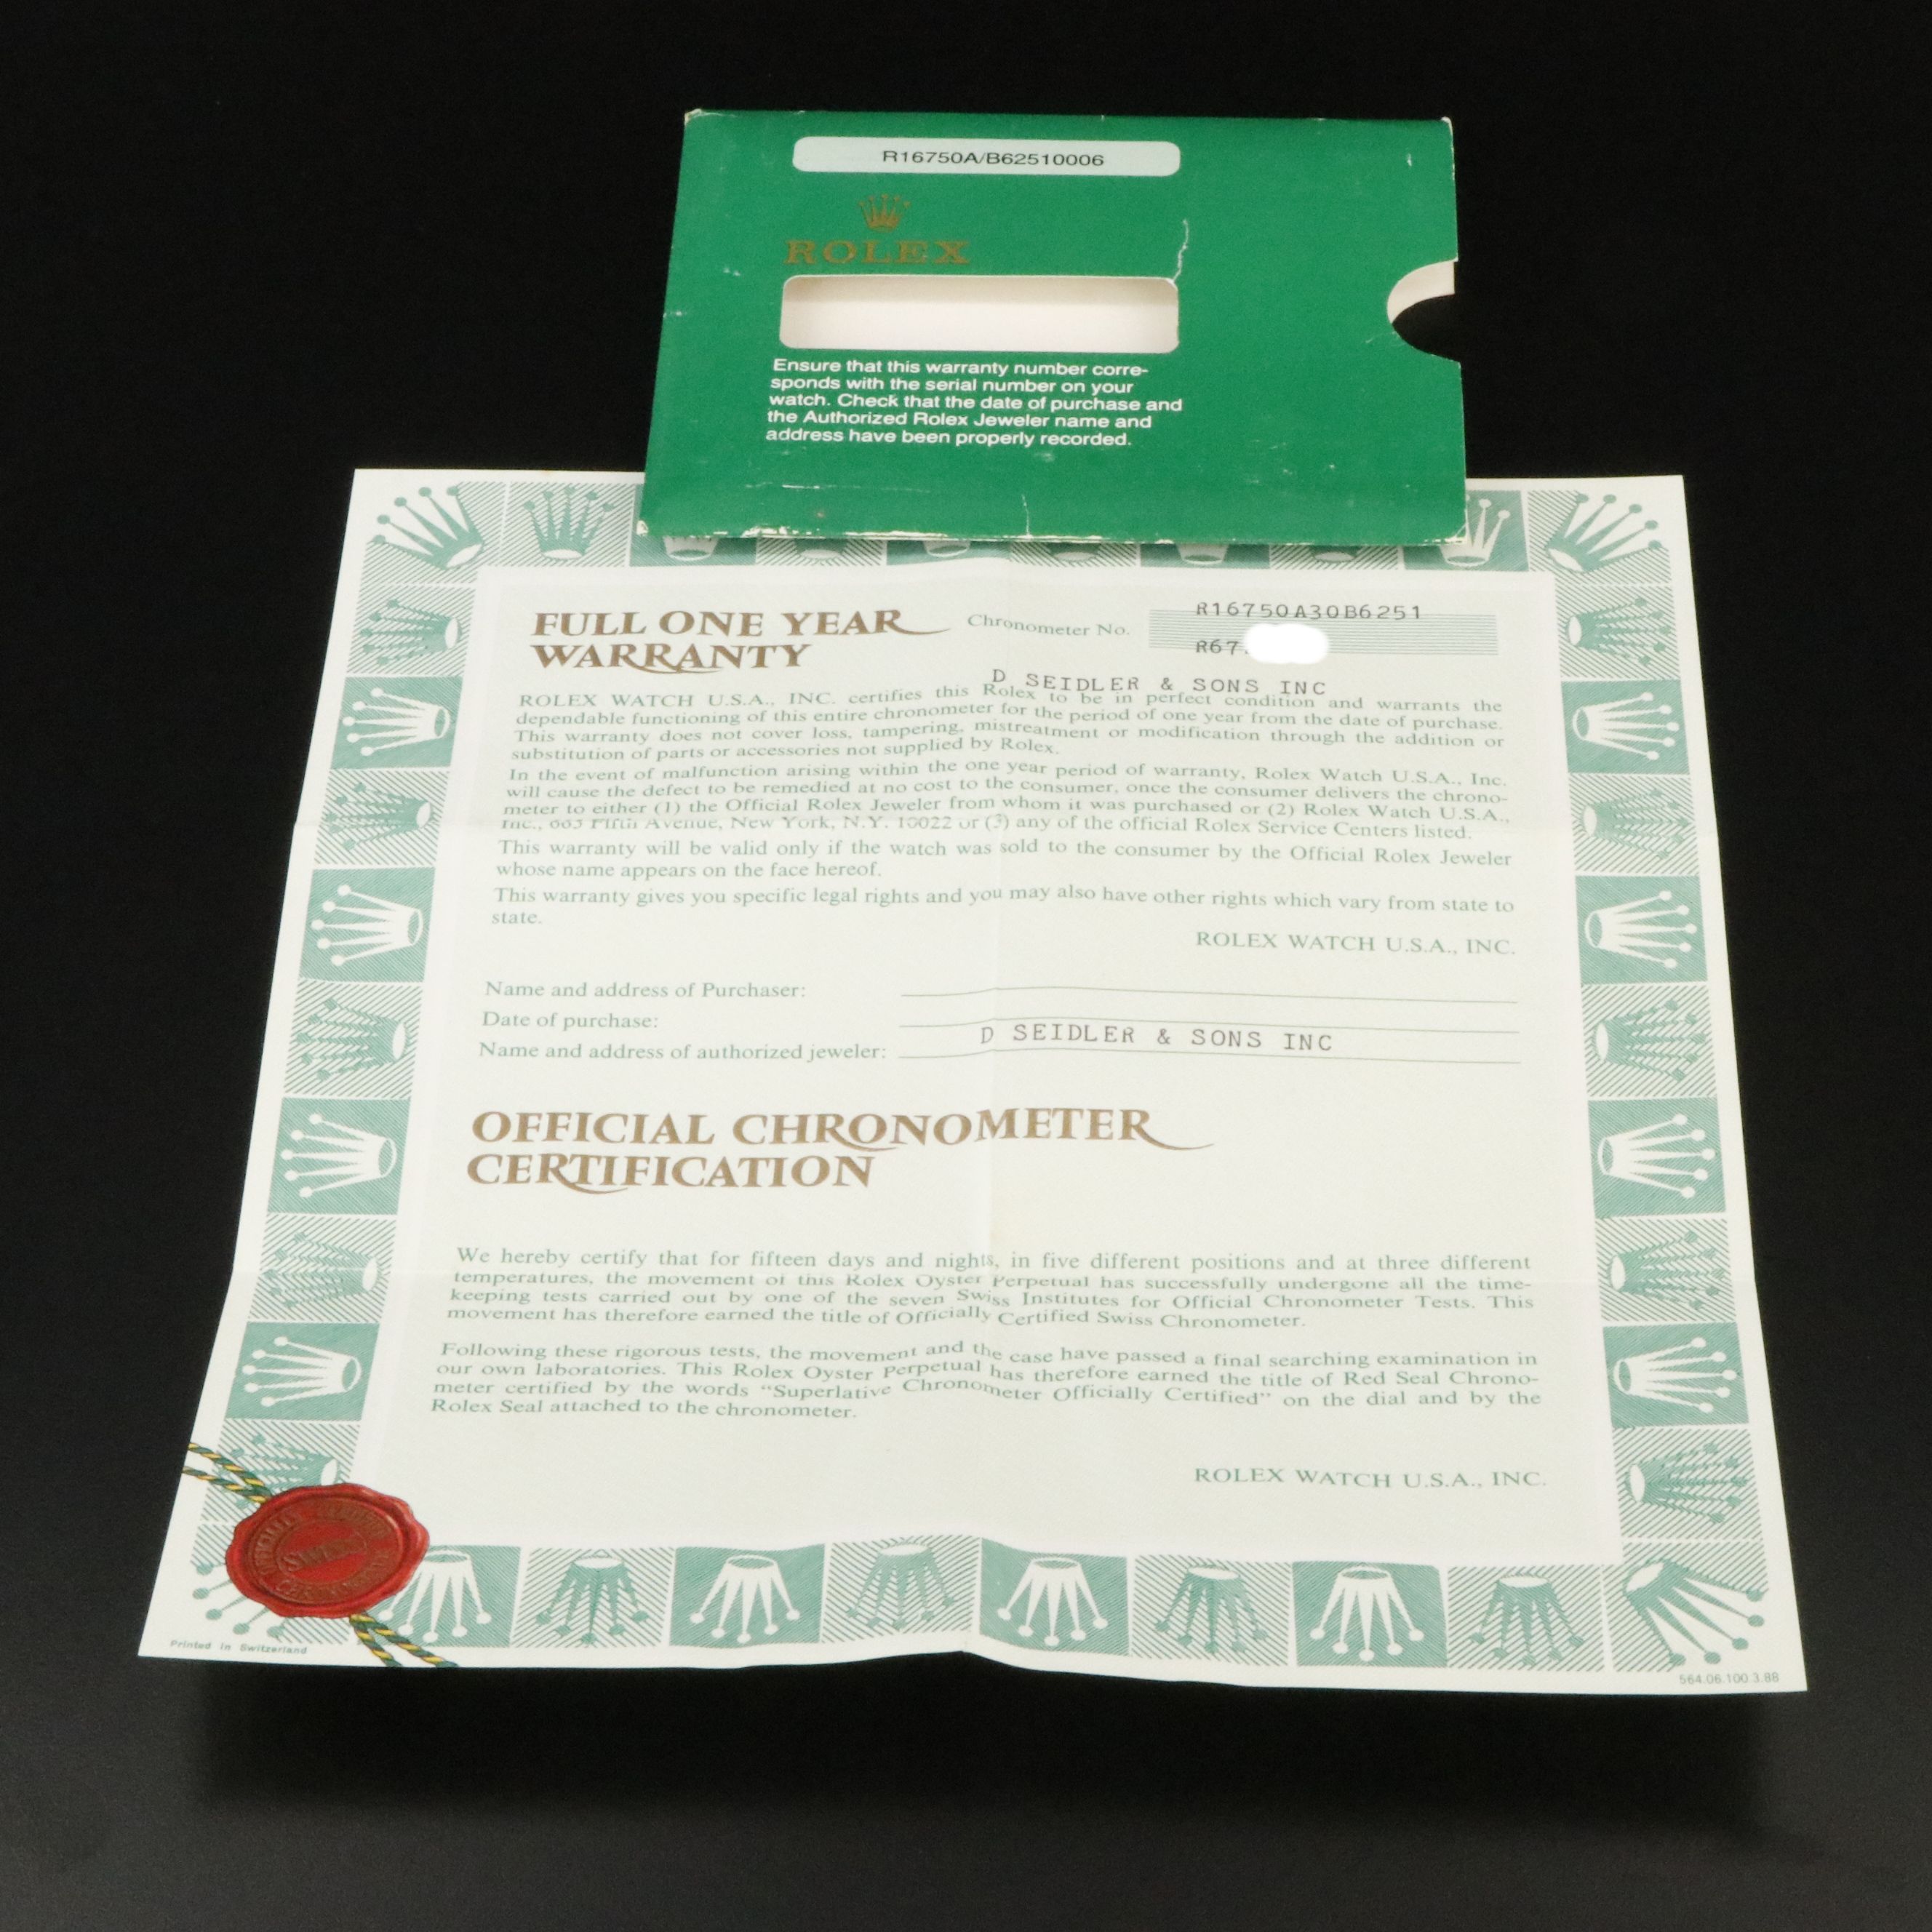 R16750A/B62510006
ROLEX
Ensure that this warranty number corre-
sponds with the serial number on your
watch. Check that the date of purchase and
the Authorized Rolex Jeweler name and
address have been properly recorded.
FULL ONE YEAR
WARRANTY
Chronometer No.
R16750A30B6251
R67
D SEIDLER & SONS INC
ROLEX WATCH U.S.A., INC. certifies this Rolex to be in perfect condition and warrants the
dependable functioning of this entire chronometer for the period of one year from the date of purchase.
This warranty does not cover loss, tampering, mistreatment or modification through the addition or
substitution of parts or accessories not supplied by Rolex.
In the event of malfunction arising within the one year period of warranty, Rolex Watch U.S.A., Inc.
will cause the defect to be remedied at no cost to the consumer, once the consumer delivers the chrono-
meter to either (1) the Official Rolex Jeweler from whom it was purchased or (2) Rolex Watch U.S.A.,
Inc., 665 Fifth Avenue, New York, N.Y. 10022 or (3) any of the official Rolex Service Centers listed.
This warranty will be valid only if the watch was sold to the consumer by the Official Rolex Jeweler
whose name appears on the face hereof.
This warranty gives you specific legal rights and you may also have other rights which vary from state to
state.
ROLEX WATCH U.S.A., INC.
Name and address of Purchaser:
Date of purchase:
Name and address of authorized jeweler: D SEIDLER & SONS INC
OFFICIAL CHRONOMETER
CERTIFICATION
We hereby certify that for fifteen days and nights, in five different positions and at three different
temperatures, the movement of this Rolex Oyster Perpetual has successfully undergone all the time-
keeping tests carried out by one of the seven Swiss Institutes for Official Chronometer Tests. This
movement has therefore earned the title of Officially Certified Swiss Chronometer.
Following these rigorous tests, the movement and the case have passed a final searching examination in
our own laboratories. This Rolex Oyster Perpetual has therefore earned the title of Red Seal Chrono-
meter certified by the words “Superlative Chronometer Officially Certified” on the dial and by the
Rolex Seal attached to the chronometer.
ROLEX WATCH U.S.A., INC.
Printed in Switzerland
564.06.100.3.88